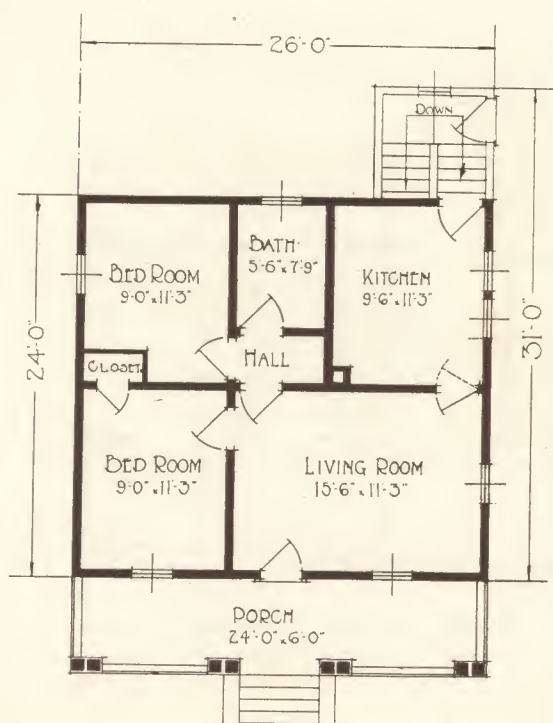 26'-0"
DOWN
BATH
5'-6" x 7'-9"
BED ROOM
9'-0" x 11'-3"
KITCHEN
9'-6" x 11'-3"
24'-0"
31'-0"
HALL
CLOSET
BED ROOM
9'-0" x 11'-3"
LIVING ROOM
15'-6" x 11'-3"
PORCH
24'-0" x 6'-0"